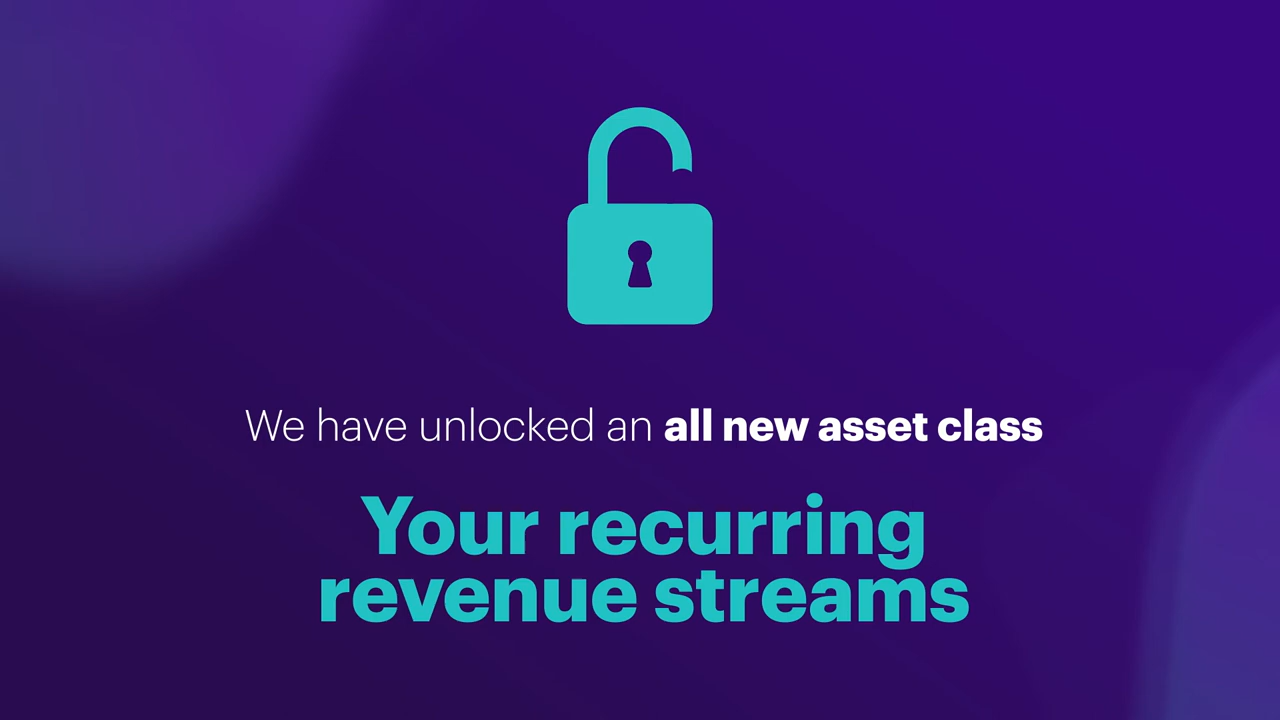 We have unlocked an all new asset class
Your recurring
revenue streams